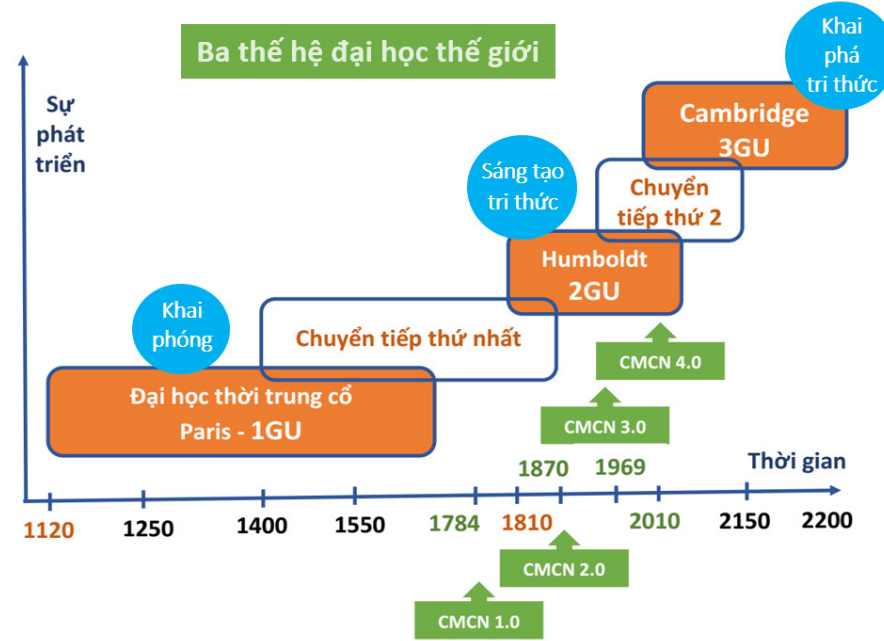 Ba thế hệ đại học thế giới
Khai
phá
tri thức
Sự
phát
triển
Cambridge
3GU
Sáng tạo
tri thức
Chuyển
tiếp thứ 2
Humboldt
2GU
Khai
phóng
Chuyển tiếp thứ nhất
CMCN 4.0
Đại học thời trung cổ
Paris - 1GU
CMCN 3.0
1870
1969
Thời gian
1120
1250
1400
1550
1784
1810
2010
2150
2200
CMCN 2.0
CMCN 1.0